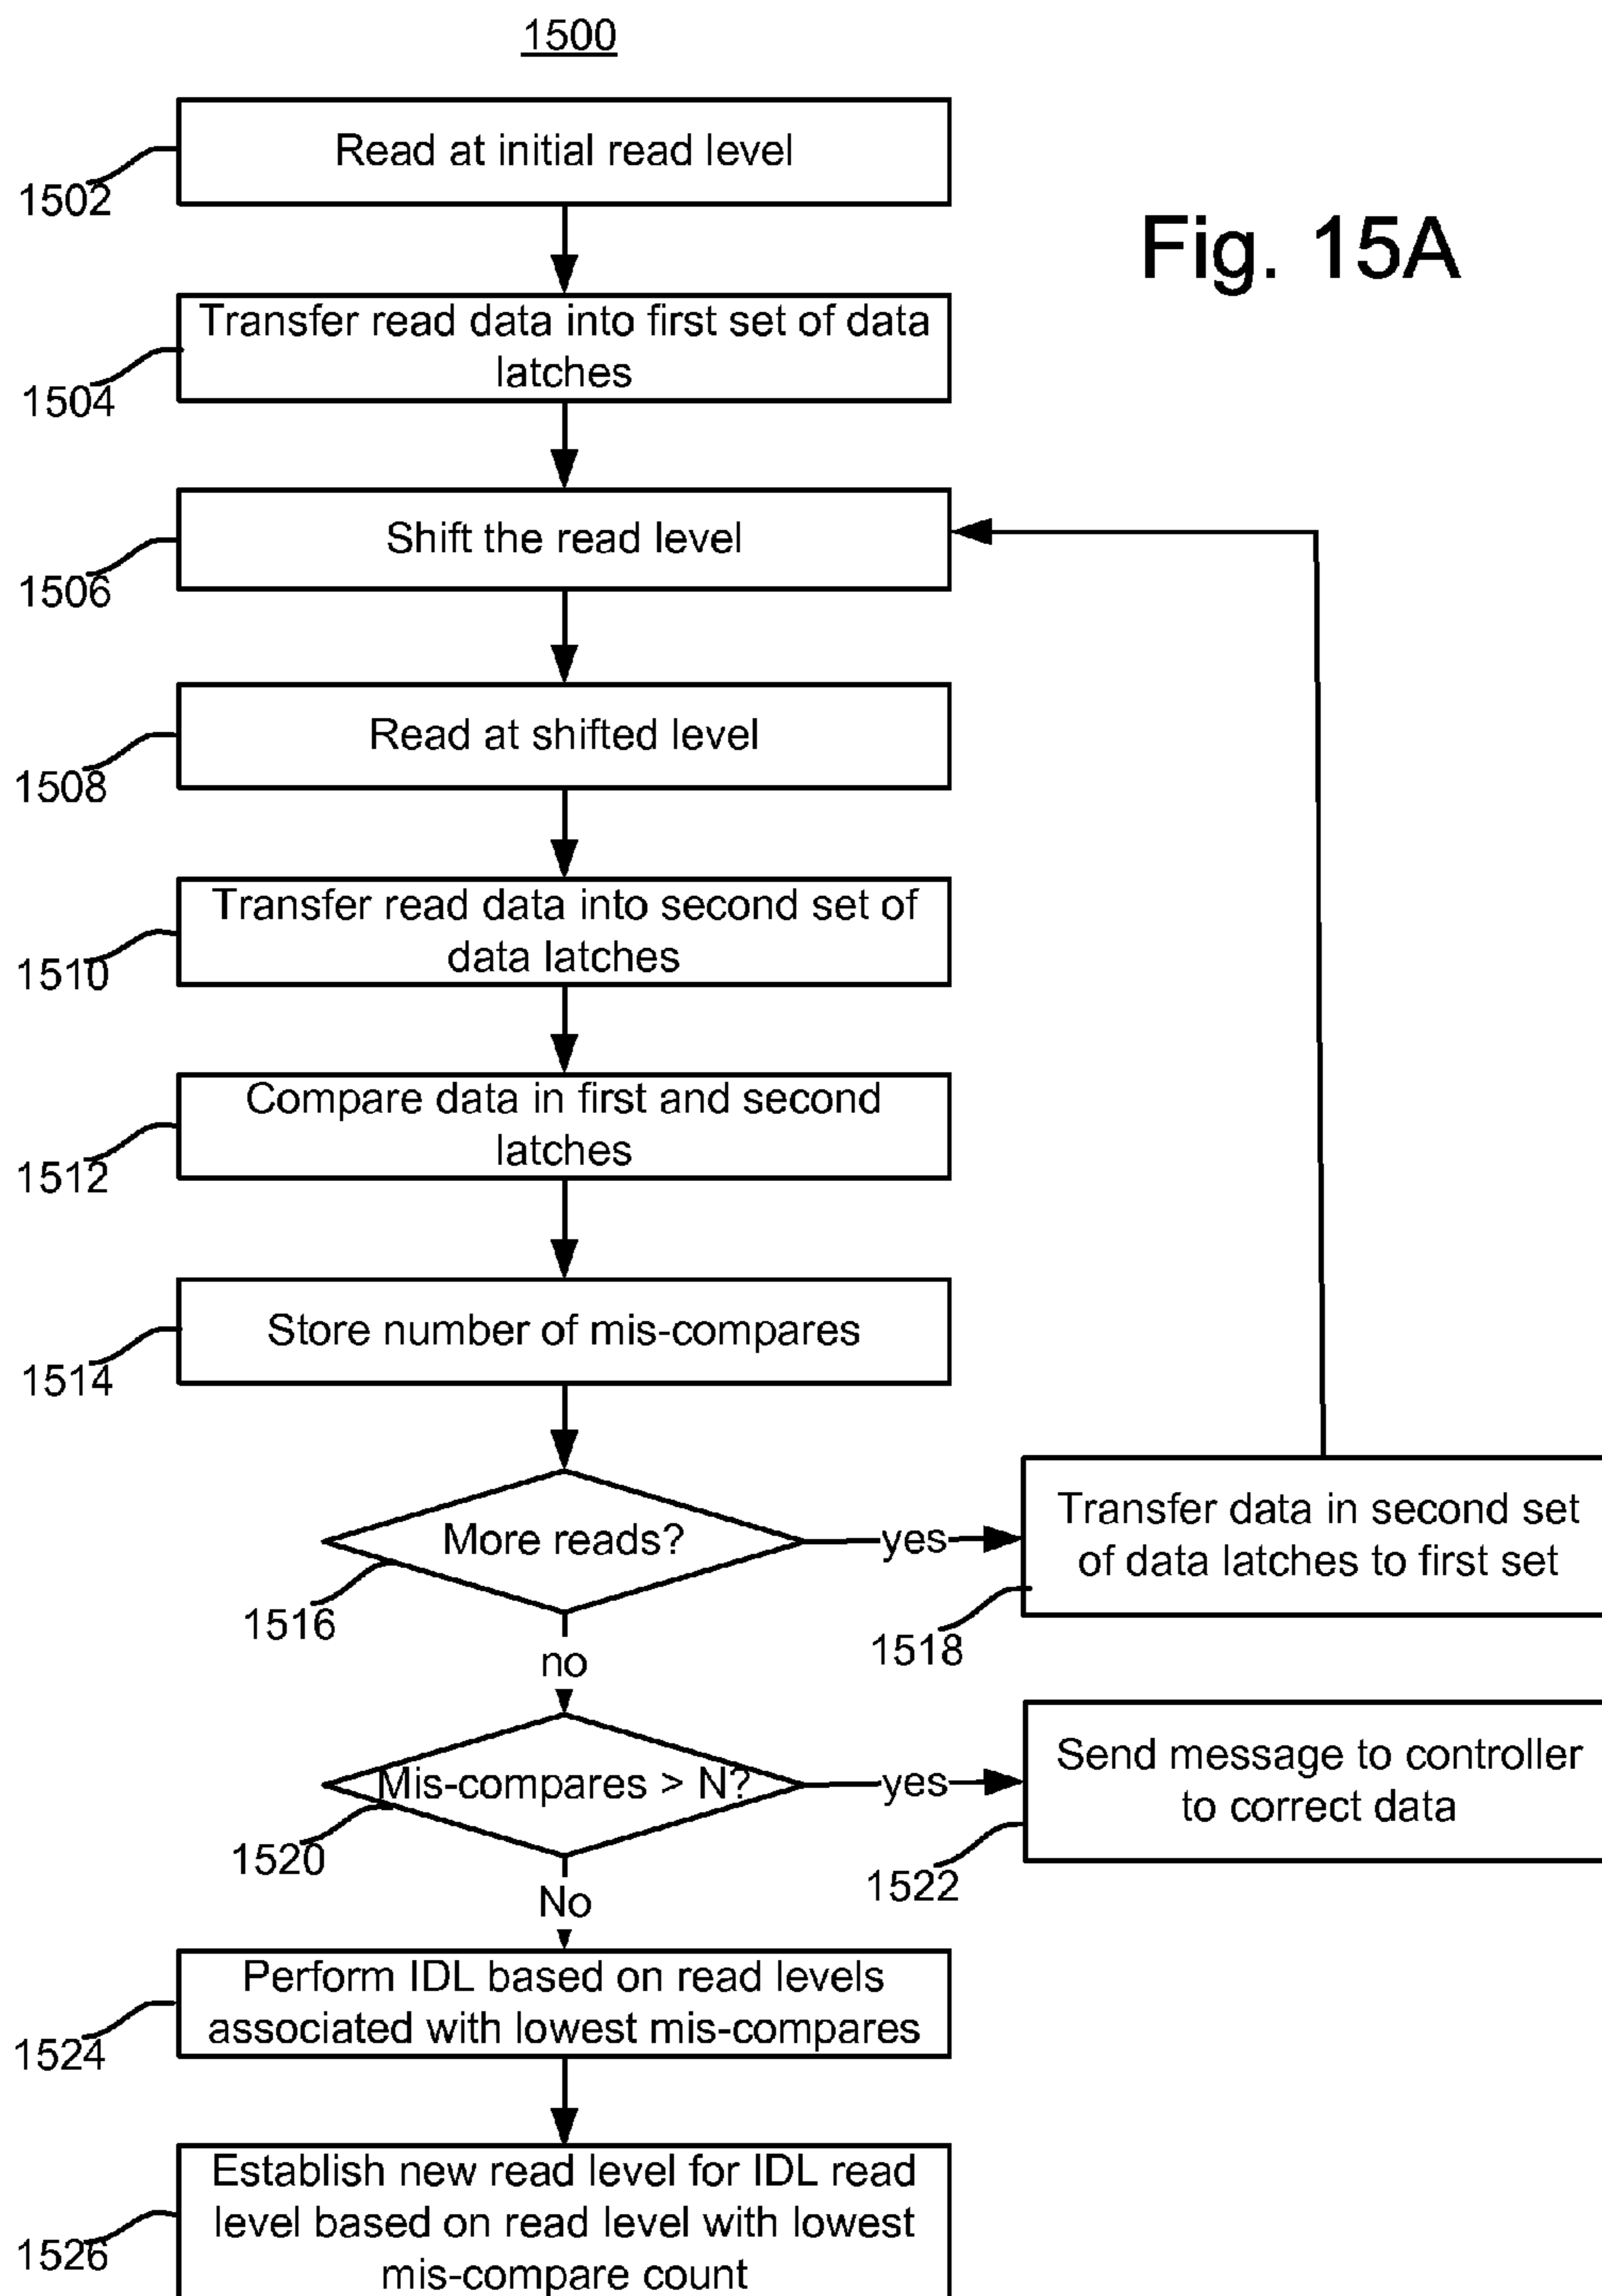 1500
Read at initial read level
1502
Fig. 15A
Transfer read data into first set of data
latches
1504
Shift the read level
1506
Read at shifted level
1508
Transfer read data into second set of
data latches
1510
Compare data in first and second
latches
1512
Store number of mis-compares
1514
More reads?
yes
Transfer data in second set
of data latches to first set
1516
1518
no
Mis-compares > N?
yes
Send message to controller
to correct data
1520
1522
No
Perform IDL based on read levels
associated with lowest mis-compares
1524
Establish new read level for IDL read
level based on read level with lowest
mis-compare count
1526